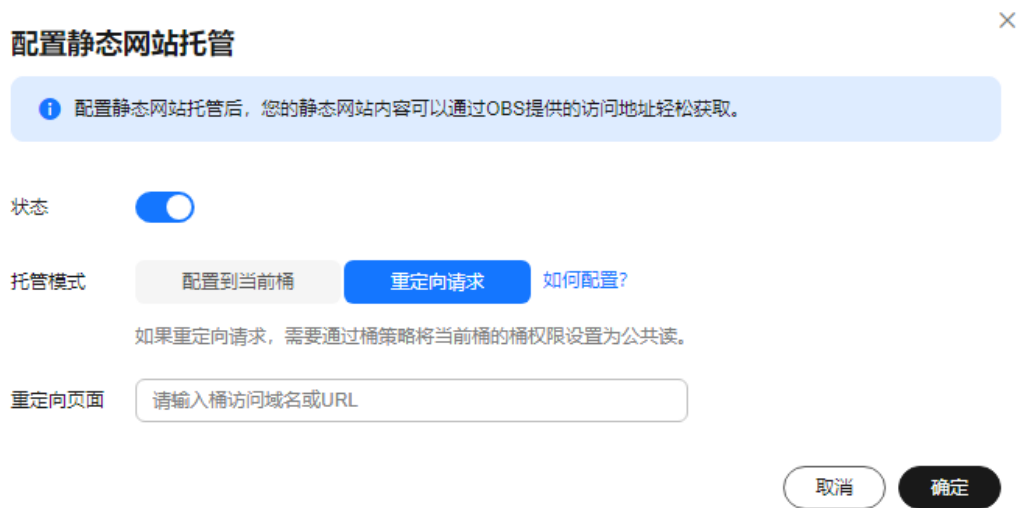 配置静态网站托管
配置静态网站托管后，您的静态网站内容可以通过OBS提供的访问地址轻松获取。
状态
托管模式 配置到当前桶 重定向请求 如何配置?
如果重定向请求，需要通过桶策略将当前桶的桶权限设置为公共读。
重定向页面 请输入桶访问域名或URL
取消 确定